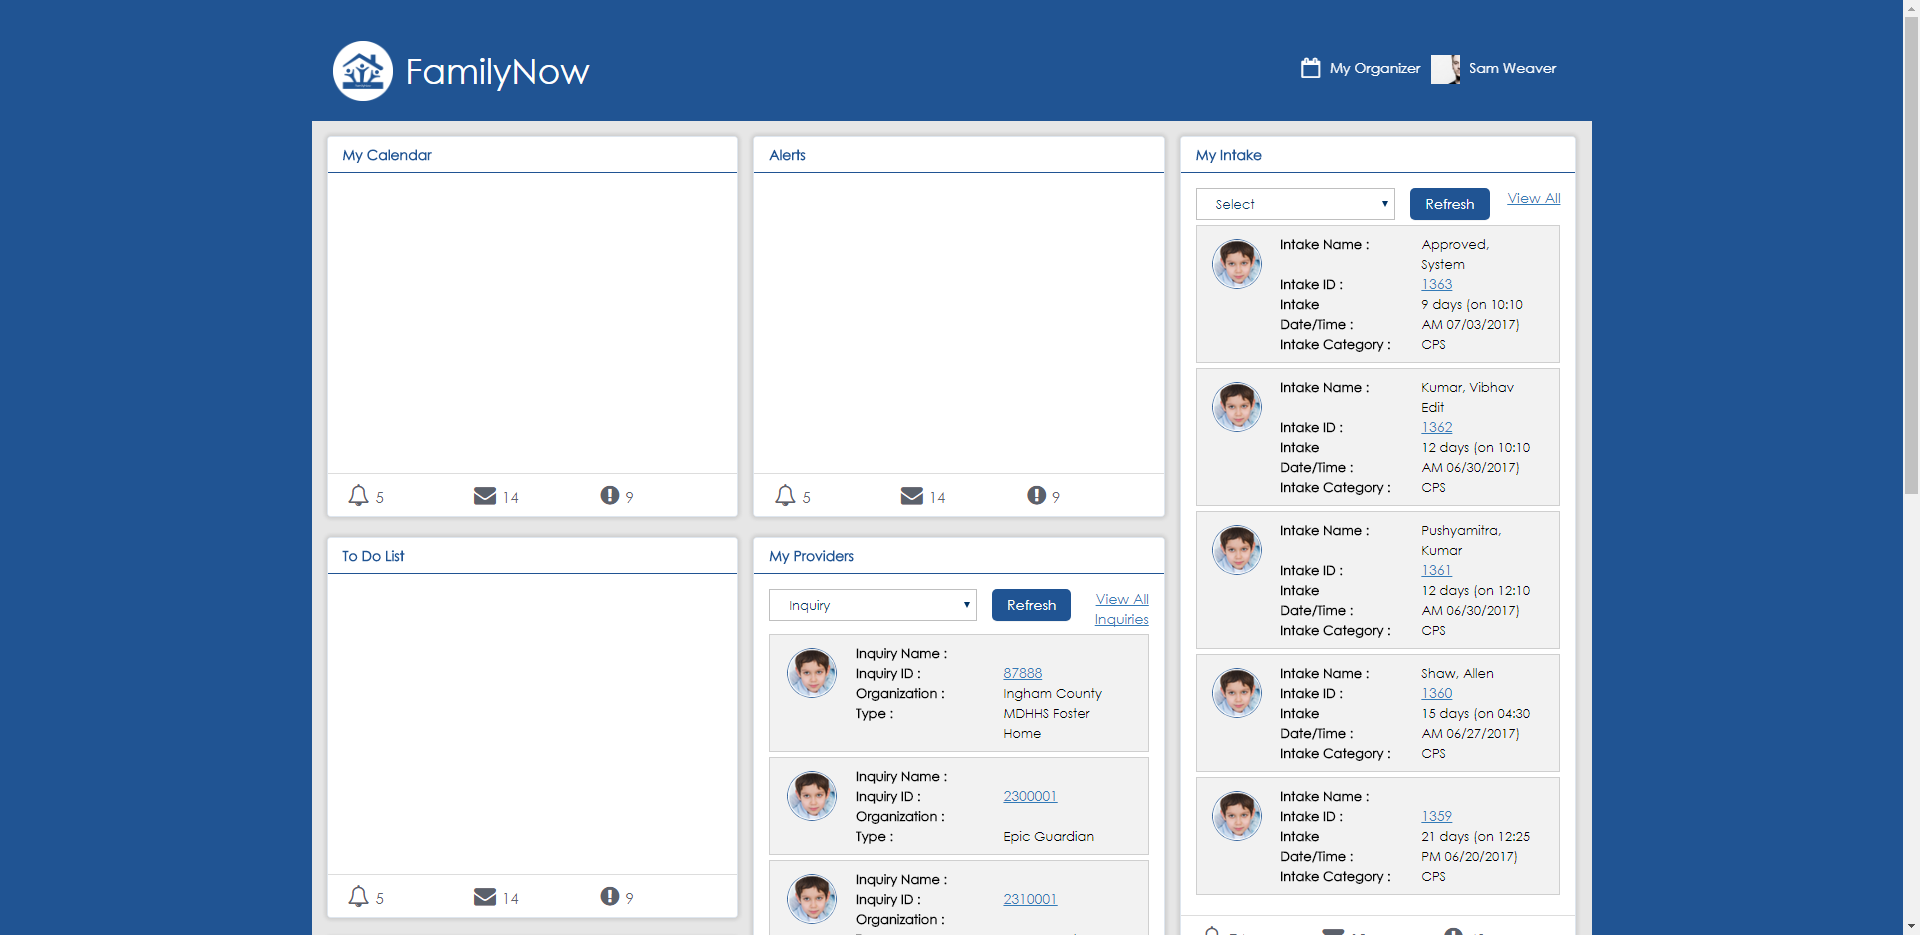 FamilyNow
My Organizer
Sam Weaver
My Calendar
5 14 9
Alerts
5 14 9
My Intake
Select
Refresh
View All
Intake Name : Approved,
System
Intake ID : 1363
Intake 9 days (on 10:10
Date/Time : AM 07/03/2017)
Intake Category : CPS
Intake Name : Kumar, Vibhav
Edit
Intake ID : 1362
Intake 12 days (on 10:10
Date/Time : AM 06/30/2017)
Intake Category : CPS
Intake Name : Pushyamitra,
Kumar
Intake ID : 1361
Intake 12 days (on 12:10
Date/Time : AM 06/30/2017)
Intake Category : CPS
Intake Name : Shaw, Allen
Intake ID : 1360
Intake 15 days (on 04:30
Date/Time : AM 06/27/2017)
Intake Category : CPS
Intake Name :
Intake ID : 1359
Intake 21 days (on 12:25
Date/Time : PM 06/20/2017)
Intake Category : CPS
To Do List
5 14 9
My Providers
Inquiry
Refresh
View All
Inquiries
Inquiry Name :
Inquiry ID : 87888
Organization : Ingham County
Type : MDHHS Foster
Home
Inquiry Name :
Inquiry ID : 2300001
Organization :
Type : Epic Guardian
Inquiry Name :
Inquiry ID : 2310001
Organization :